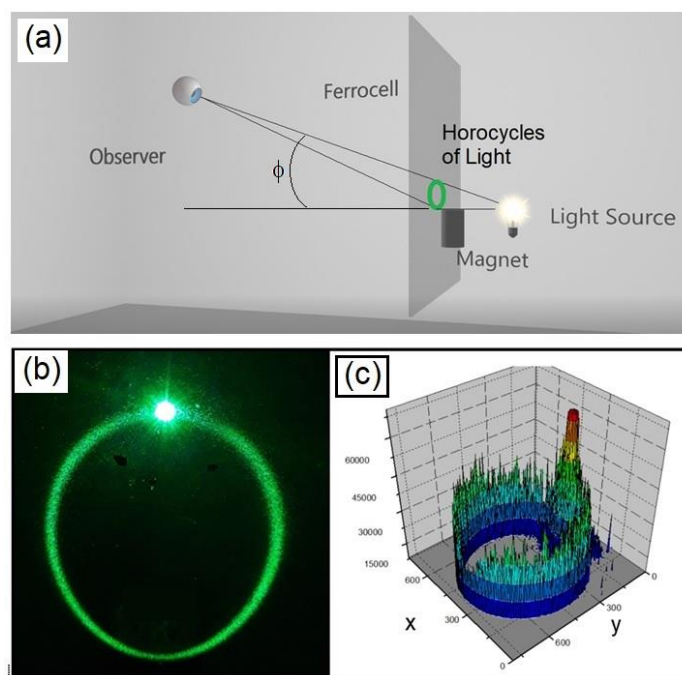 (a)
Ferrocell
Horocycles
of Light
Observer
ϕ
Light Source
Magnet
(b)
(c)
60000
45000
30000
15000
600
300
0
x
0
300
600
y